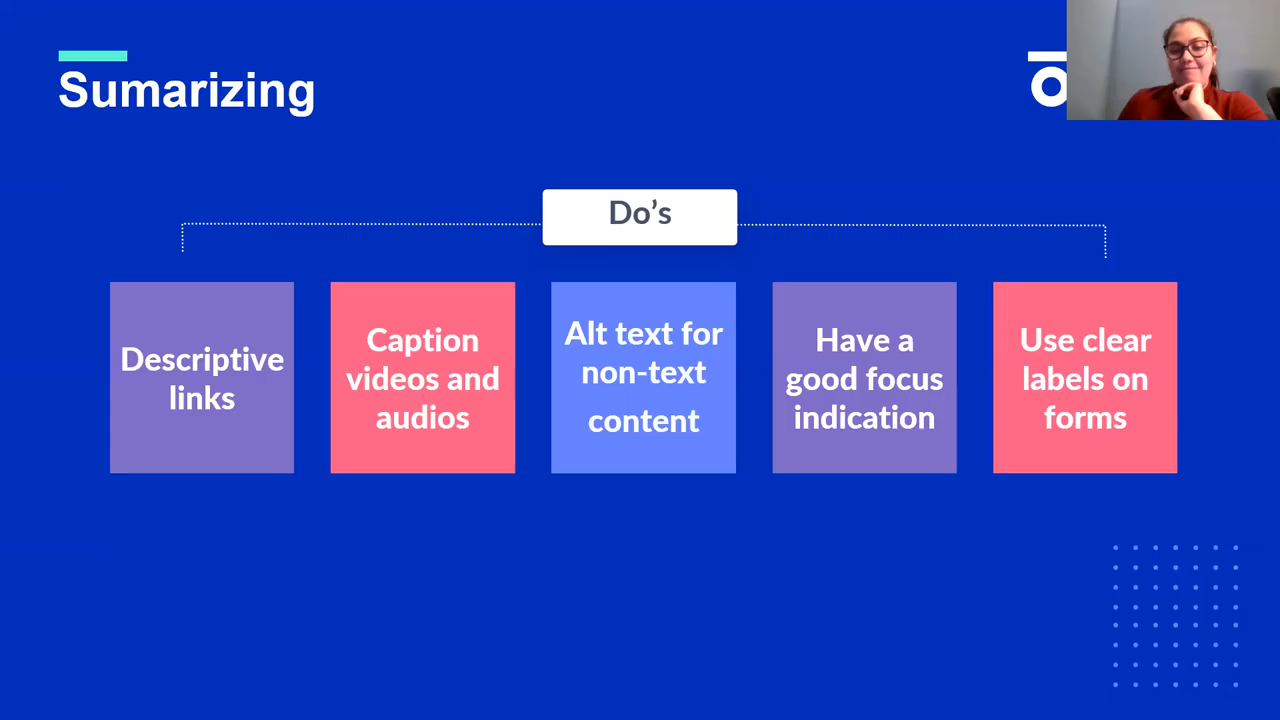 Sumarizing
Do’s
Descriptive
links
Caption
videos and
audios
Alt text for
non-text
content
Have a
good focus
indication
Use clear
labels on
forms